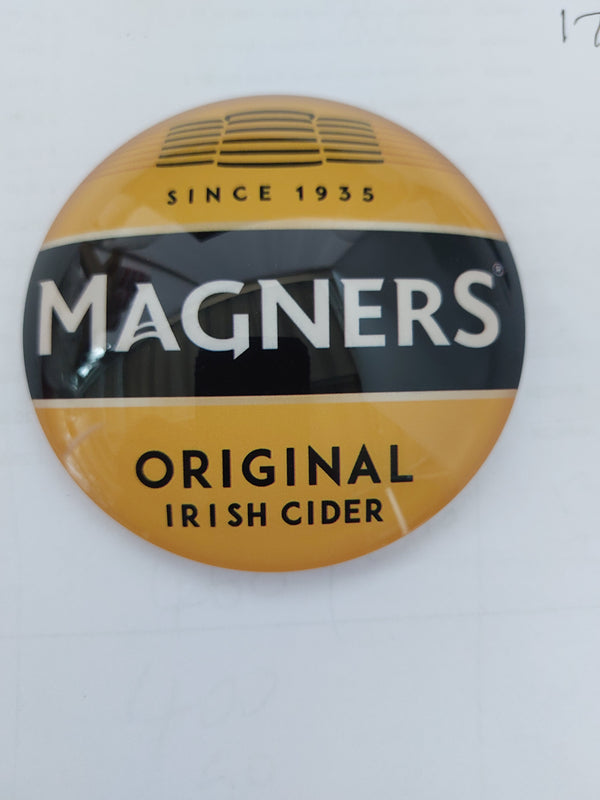 SINCE 1935
MAGNERS®
ORIGINAL
IRISH CIDER